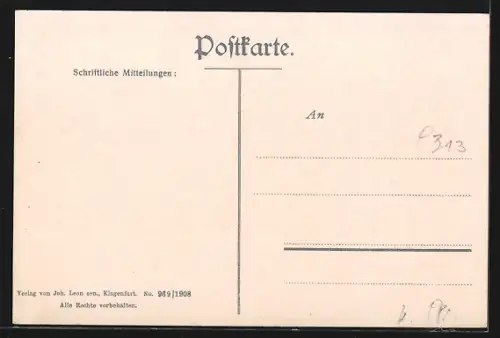 Postkarte.
Schriftliche Mitteilungen:
An
313
Verlag von Joh. Leon sen., Klagenfurt. No. 969/1908
Alle Rechte vorbehalten.